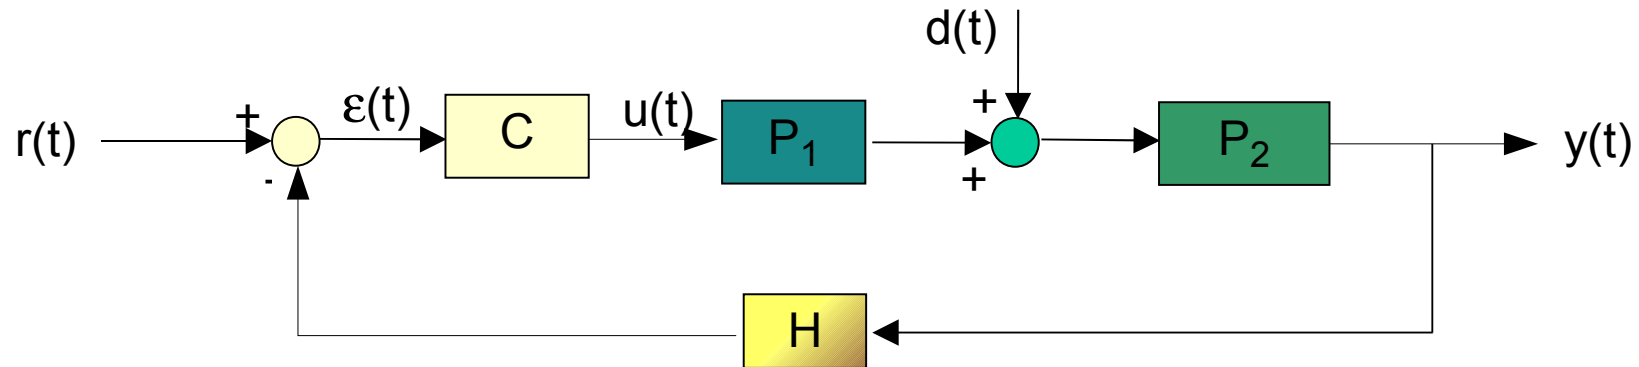 d(t)
r(t) + - ε(t) C u(t) P₁ + + P₂ y(t)
H